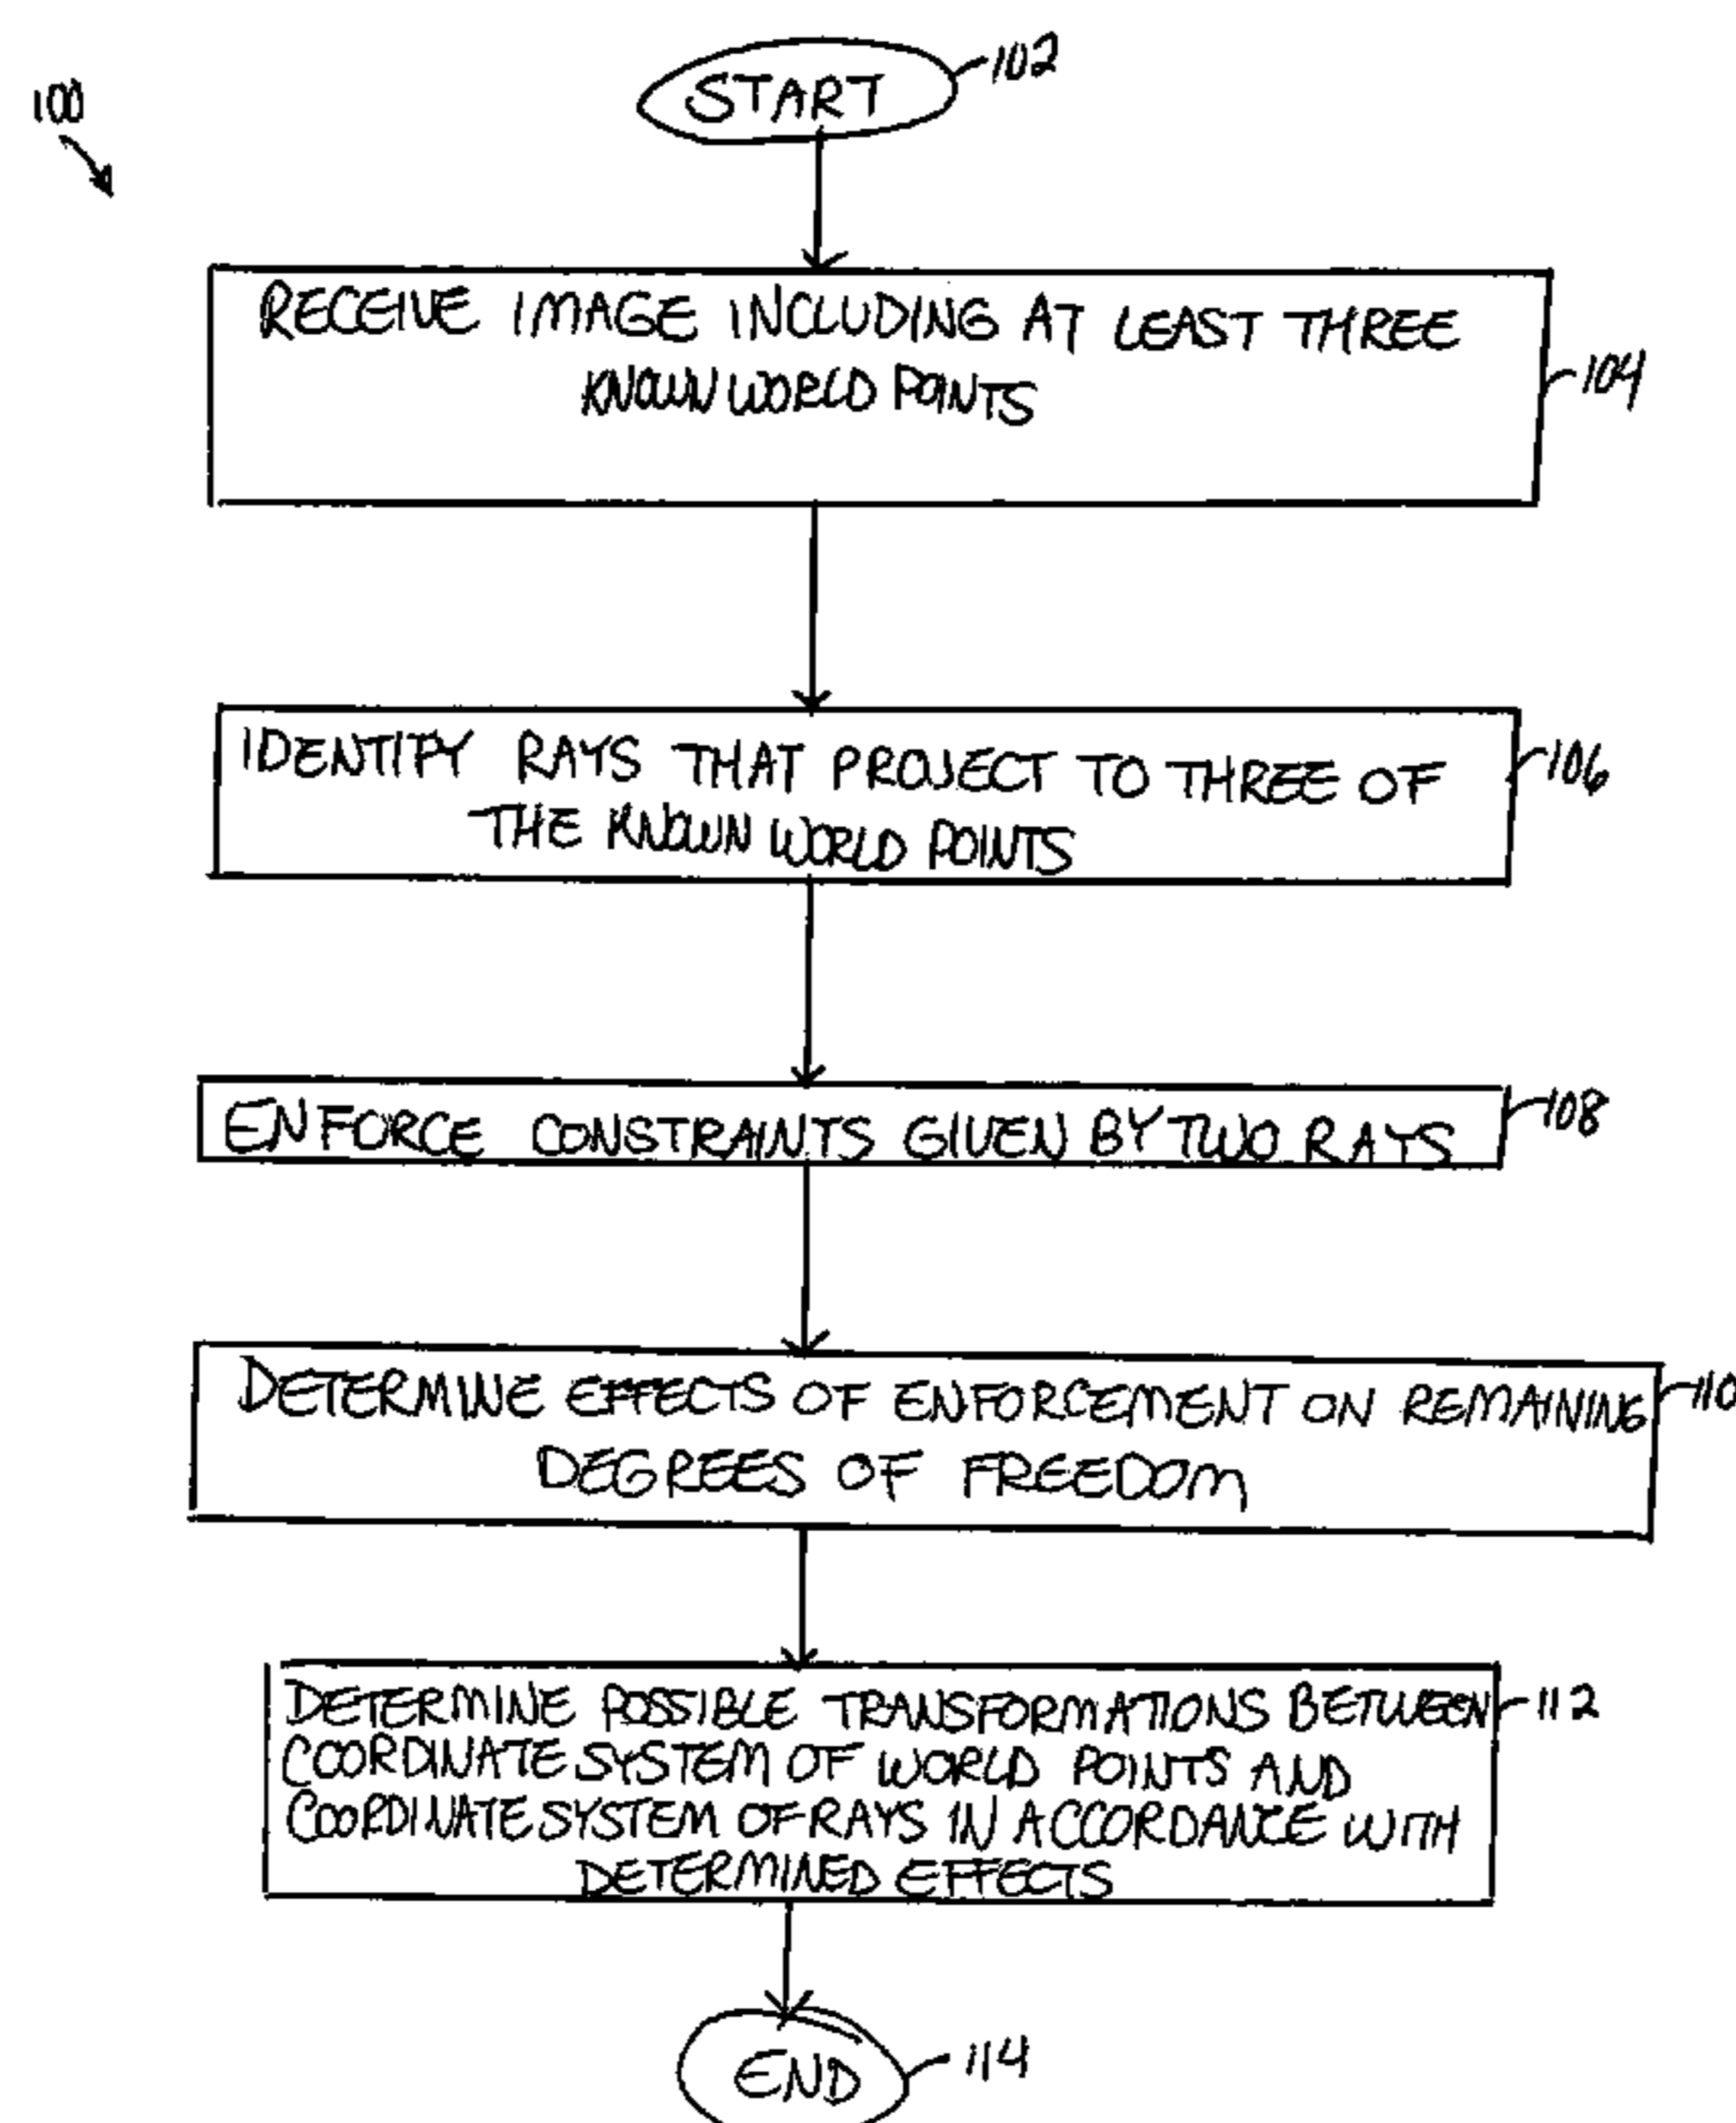 100
START
102
RECEIVE IMAGE INCLUDING AT LEAST THREE
KNOWN WORLD POINTS
104
IDENTIFY RAYS THAT PROJECT TO THREE OF
THE KNOWN WORLD POINTS
106
ENFORCE CONSTRAINTS GIVEN BY TWO RAYS
108
DETERMINE EFFECTS OF ENFORCEMENT ON REMAINING
DEGREES OF FREEDOM
110
DETERMINE POSSIBLE TRANSFORMATIONS BETWEEN
COORDINATE SYSTEM OF WORLD POINTS AND
COORDINATE SYSTEM OF RAYS IN ACCORDANCE WITH
DETERMINED EFFECTS
112
END
114